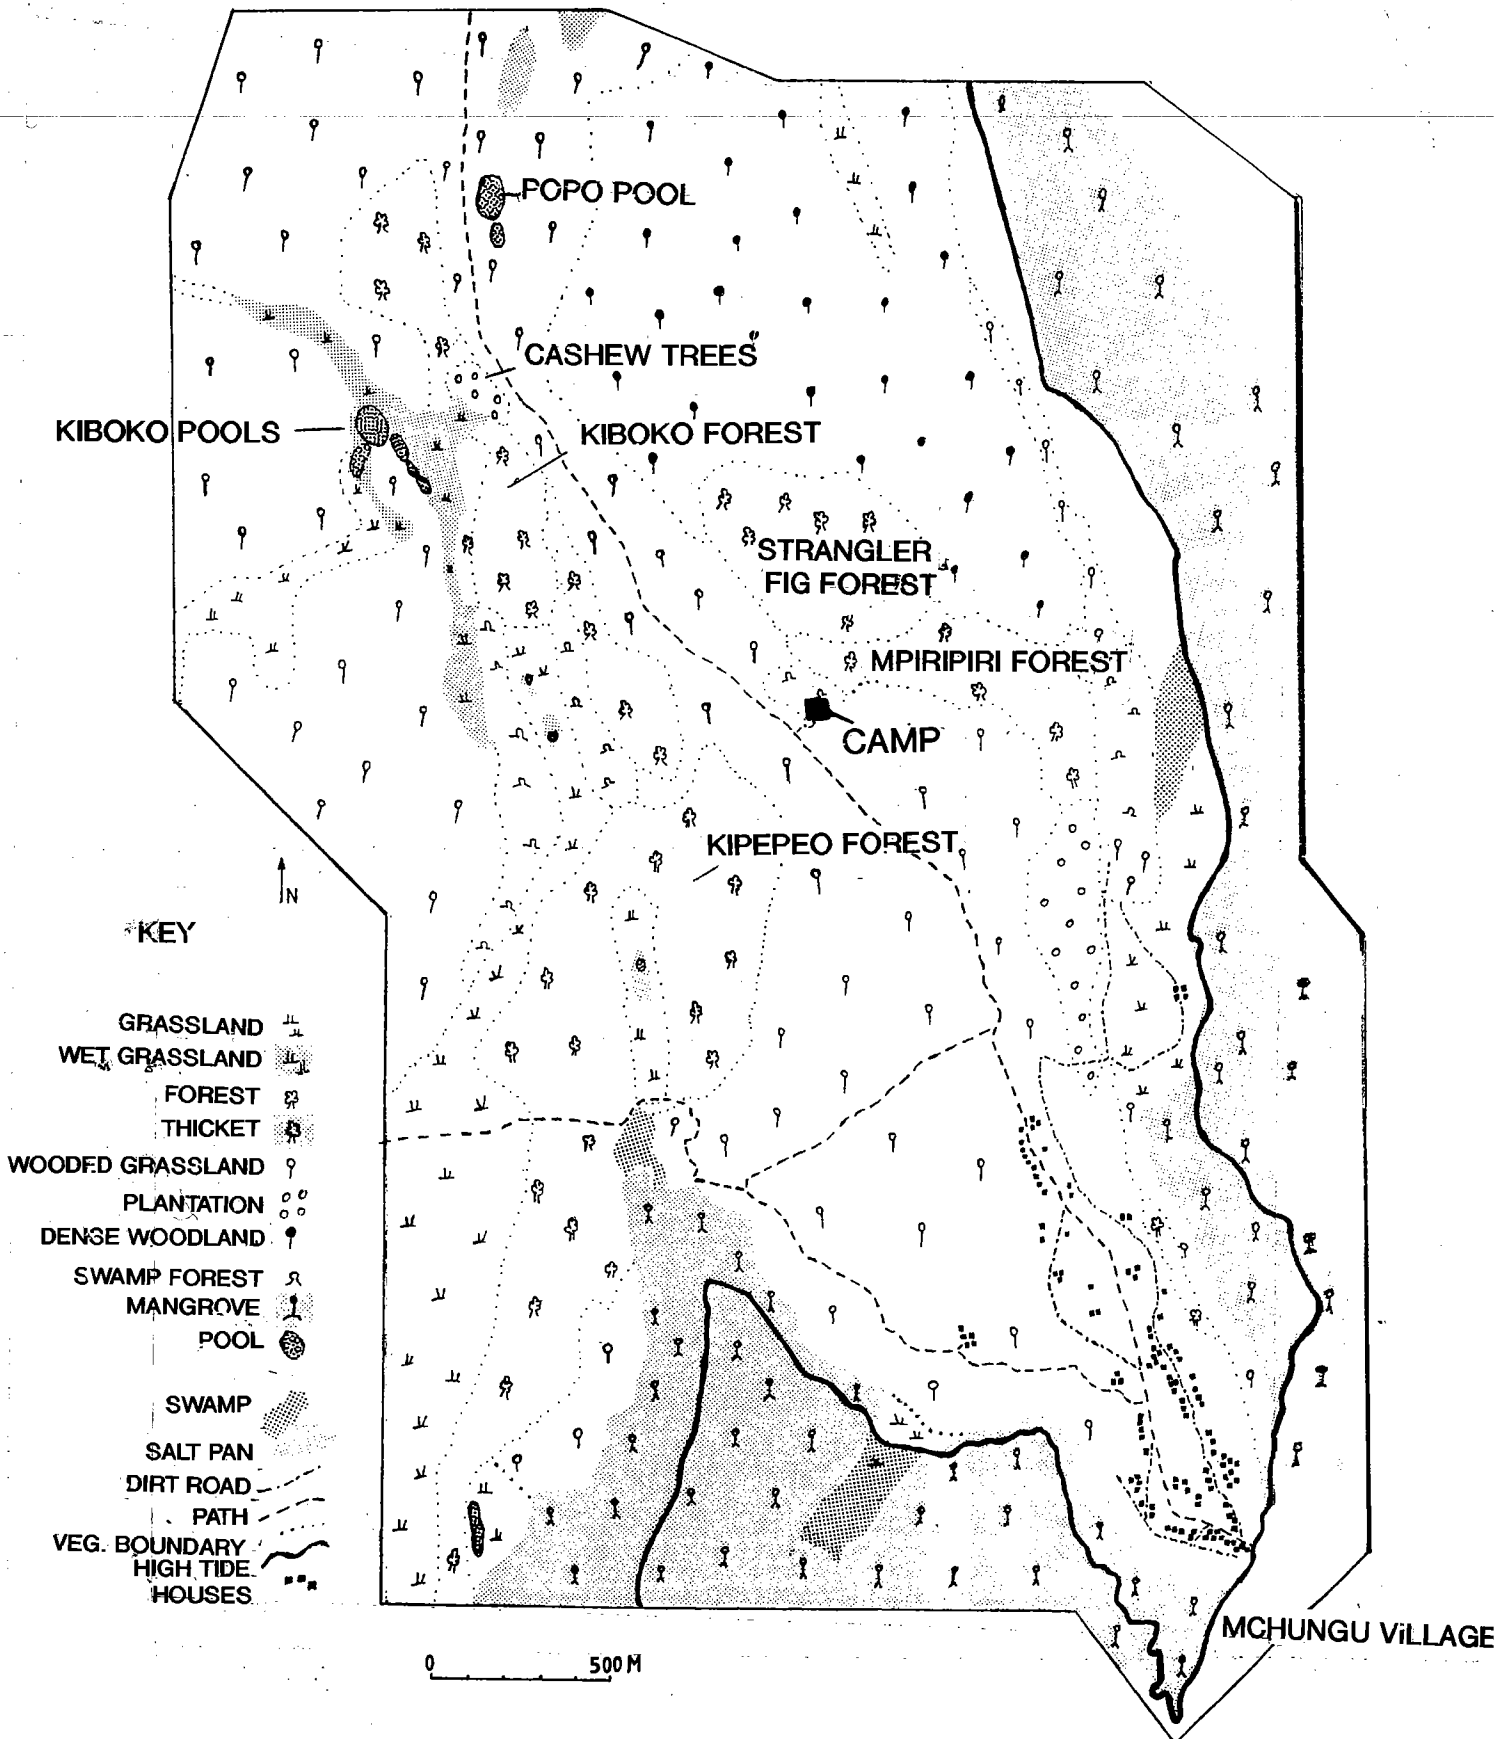 POPO POOL
CASHEW TREES
KIBOKO POOLS
KIBOKO FOREST
STRANGLER
FIG FOREST
MPIRIPIRI FOREST
CAMP
KIPEPEO FOREST
N
KEY
GRASSLAND
WET GRASSLAND
FOREST
THICKET
WOODED GRASSLAND
PLANTATION
DENSE WOODLAND
SWAMP FOREST
MANGROVE
POOL
SWAMP
SALT PAN
DIRT ROAD
PATH
VEG. BOUNDARY
HIGH TIDE
HOUSES
0 500 M
MCHUNGU VILLAGE